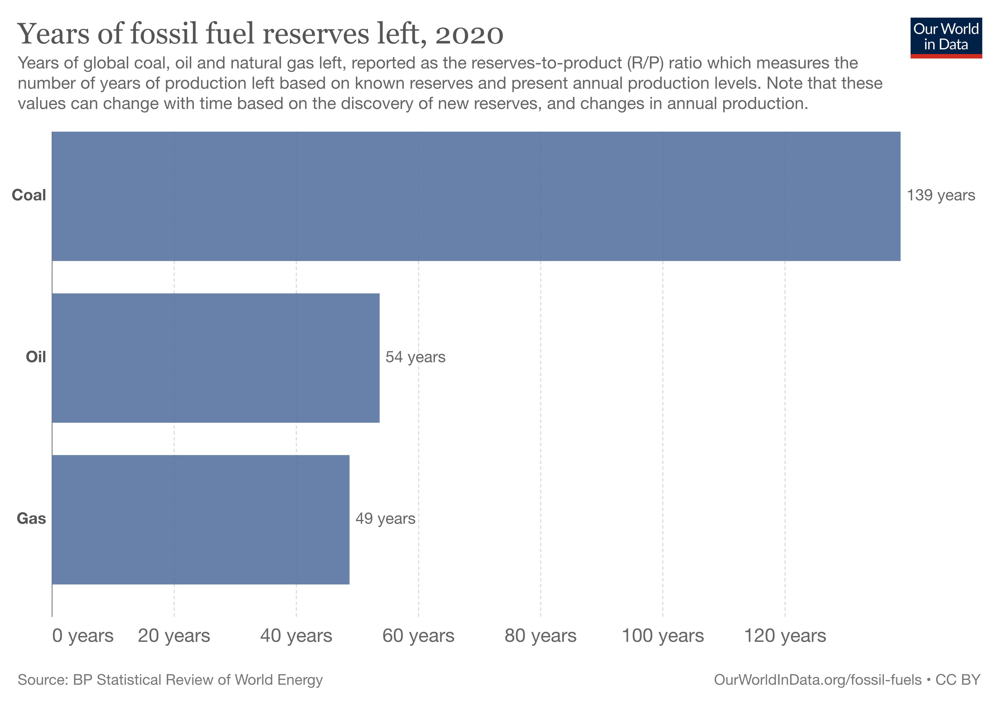 Years of fossil fuel reserves left, 2020
Our World
in Data
Years of global coal, oil and natural gas left, reported as the reserves-to-product (R/P) ratio which measures the
number of years of production left based on known reserves and present annual production levels. Note that these
values can change with time based on the discovery of new reserves, and changes in annual production.
Coal
139 years
Oil
54 years
Gas
49 years
0 years
20 years
40 years
60 years
80 years
100 years
120 years
Source: BP Statistical Review of World Energy
OurWorldInData.org/fossil-fuels • CC BY